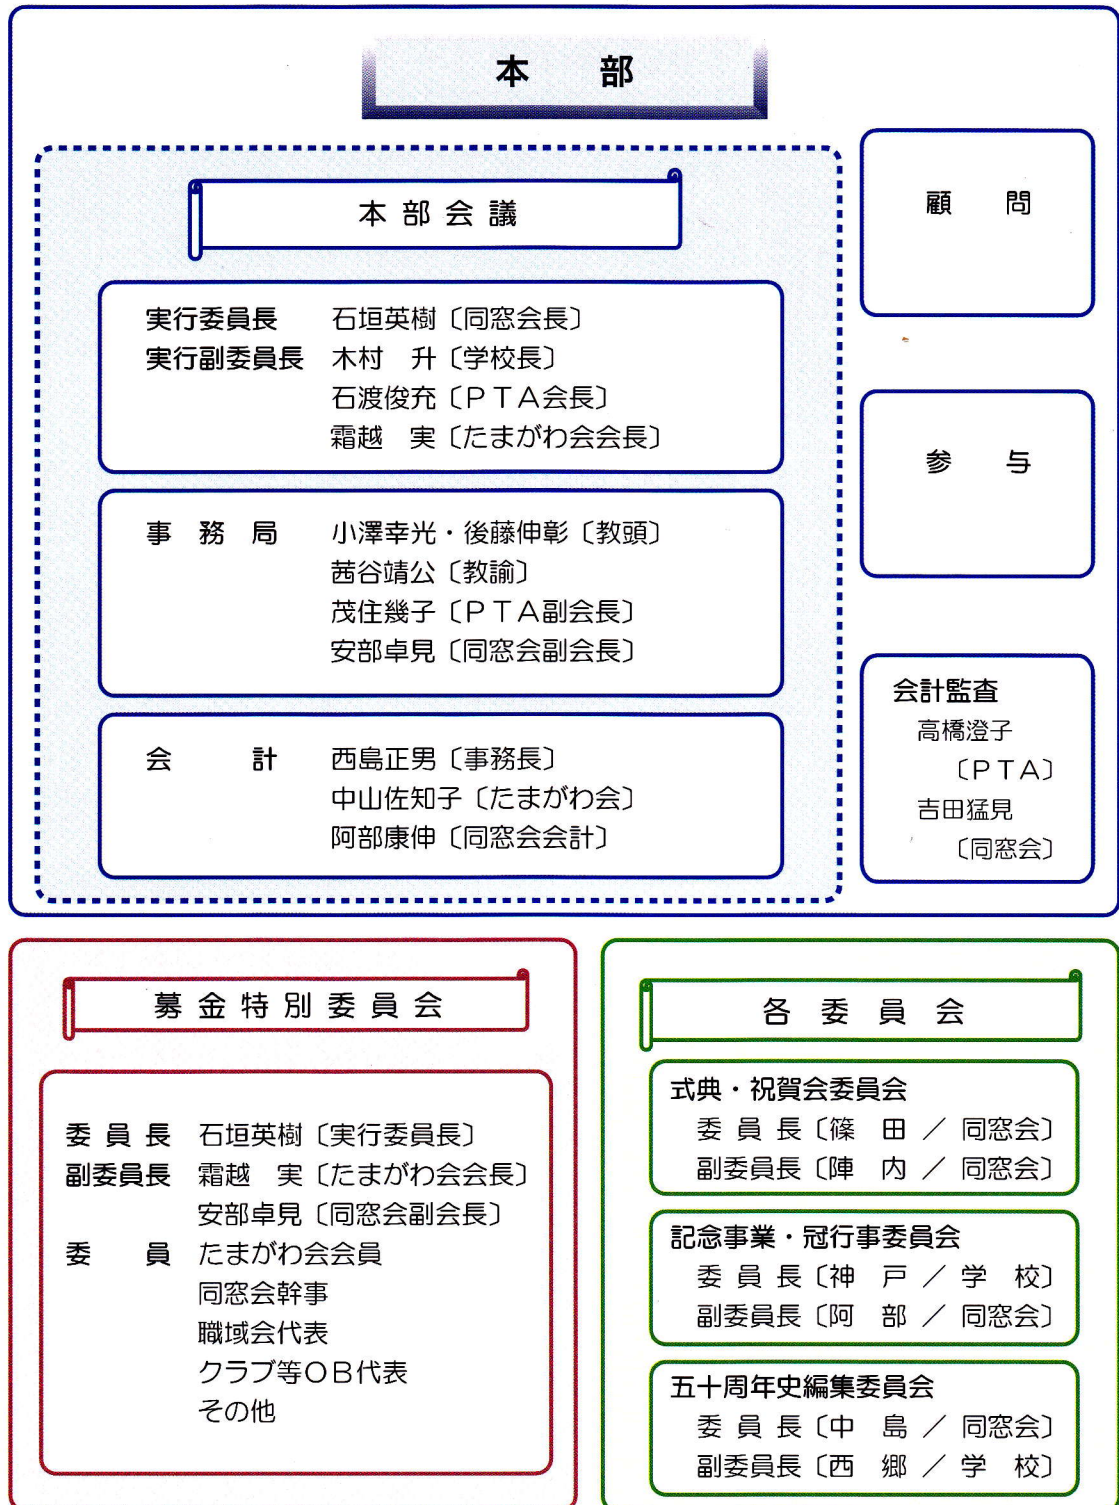 本　部
本部会議
実行委員長　石垣英樹〔同窓会長〕
実行副委員長　木村　升〔学校長〕
石渡俊充〔ＰＴＡ会長〕
霜越　実〔たまがわ会会長〕
事　務　局　小澤幸光・後藤伸彰〔教頭〕
茜谷靖公〔教諭〕
茂住幾子〔ＰＴＡ副会長〕
安部卓見〔同窓会副会長〕
会　計　西島正男〔事務長〕
中山佐知子〔たまがわ会〕
阿部康伸〔同窓会会計〕
顧　問
参　与
会計監査
高橋澄子
〔ＰＴＡ〕
吉田猛見
〔同窓会〕
募金特別委員会
委員長　石垣英樹〔実行委員長〕
副委員長　霜越　実〔たまがわ会会長〕
安部卓見〔同窓会副会長〕
委　員　たまがわ会会員
同窓会幹事
職域会代表
クラブ等ＯＢ代表
その他
各委員会
式典・祝賀会委員会
委員長〔篠　田 ／ 同窓会〕
副委員長〔陣　内 ／ 同窓会〕
記念事業・冠行事委員会
委員長〔神　戸 ／ 学　校〕
副委員長〔阿　部 ／ 同窓会〕
五十周年史編集委員会
委員長〔中　島 ／ 同窓会〕
副委員長〔西　郷 ／ 学　校〕